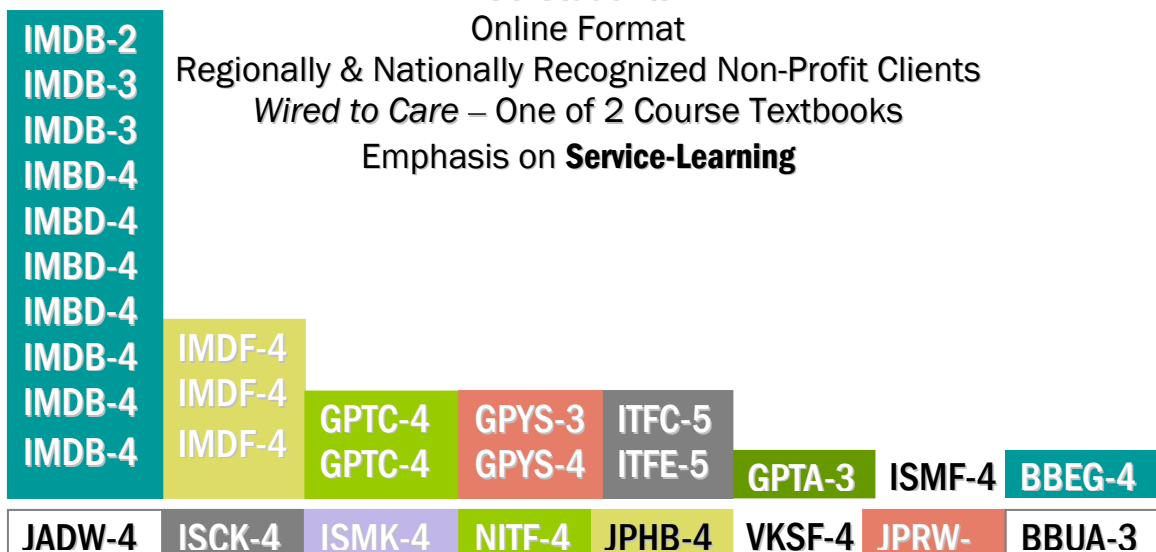 Online Format
Regionally & Nationally Recognized Non-Profit Clients
Wired to Care – One of 2 Course Textbooks
Emphasis on Service-Learning
IMDB-2
IMDB-3
IMDB-3
IMBD-4
IMBD-4
IMBD-4
IMBD-4
IMDB-4
IMDB-4
IMDB-4
IMDF-4
IMDF-4
IMDF-4
GPTC-4
GPTC-4
GPYS-3
GPYS-4
ITFC-5
ITFE-5
GPTA-3
ISMF-4
BBEG-4
JADW-4
ISCK-4
ISMK-4
NITF-4
JPHB-4
VKSF-4
JPRW-
BBUA-3